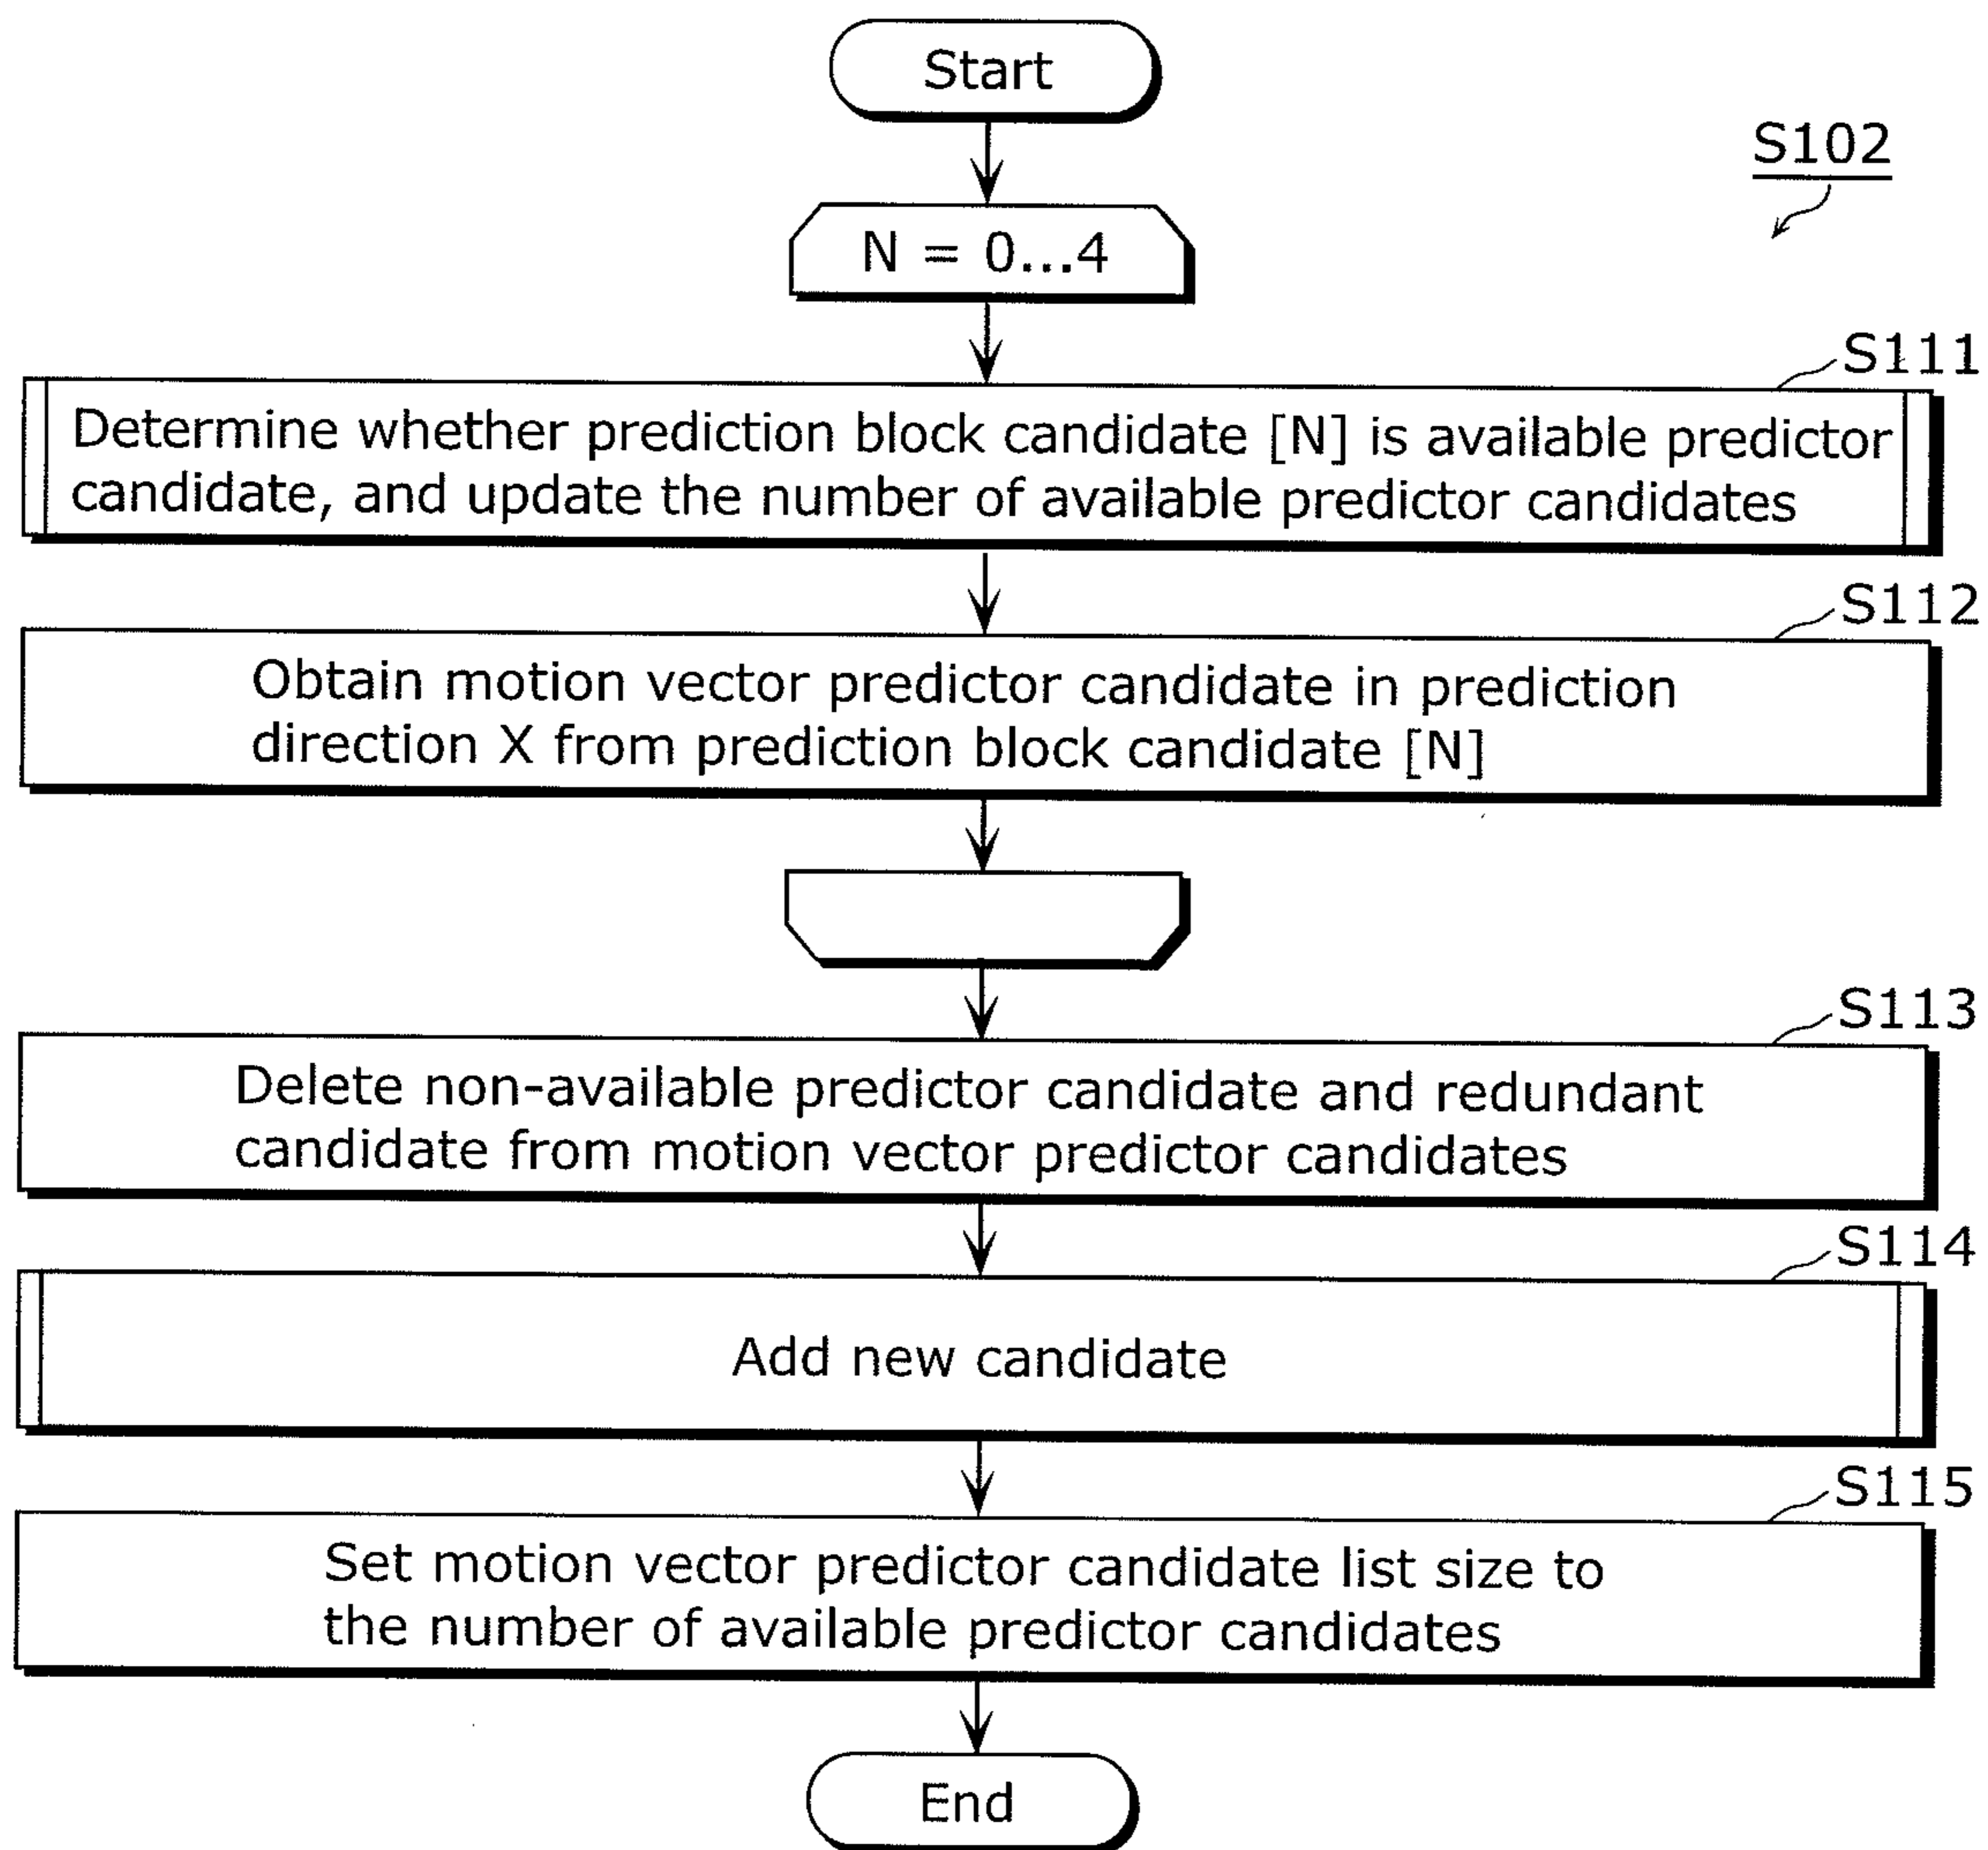 Start
S102
N = 0...4
S111
Determine whether prediction block candidate [N] is available predictor
candidate, and update the number of available predictor candidates
S112
Obtain motion vector predictor candidate in prediction
direction X from prediction block candidate [N]
S113
Delete non-available predictor candidate and redundant
candidate from motion vector predictor candidates
S114
Add new candidate
S115
Set motion vector predictor candidate list size to
the number of available predictor candidates
End